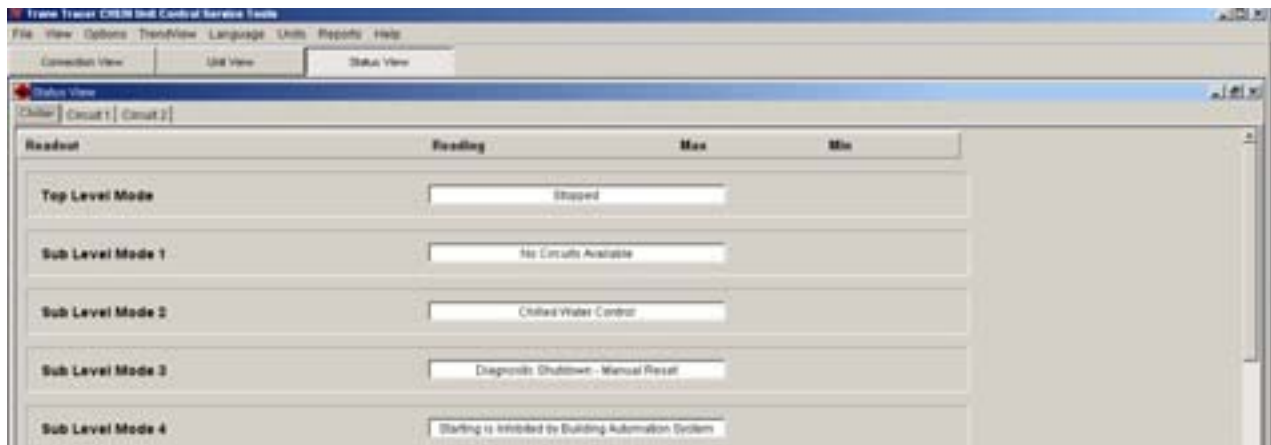 Trane Tracer CH530 Unit Control Service Tools
File View Options TrendView Language Units Reports Help
Connection View Unit View Status View
Status View
Chiller Circuit 1 Circuit 2
Readout Reading Max Min
Top Level Mode Stopped
Sub Level Mode 1 No Circuits Available
Sub Level Mode 2 Chilled Water Control
Sub Level Mode 3 Diagnostic Shutdown - Manual Reset
Sub Level Mode 4 Starting is Inhibited by Building Automation System